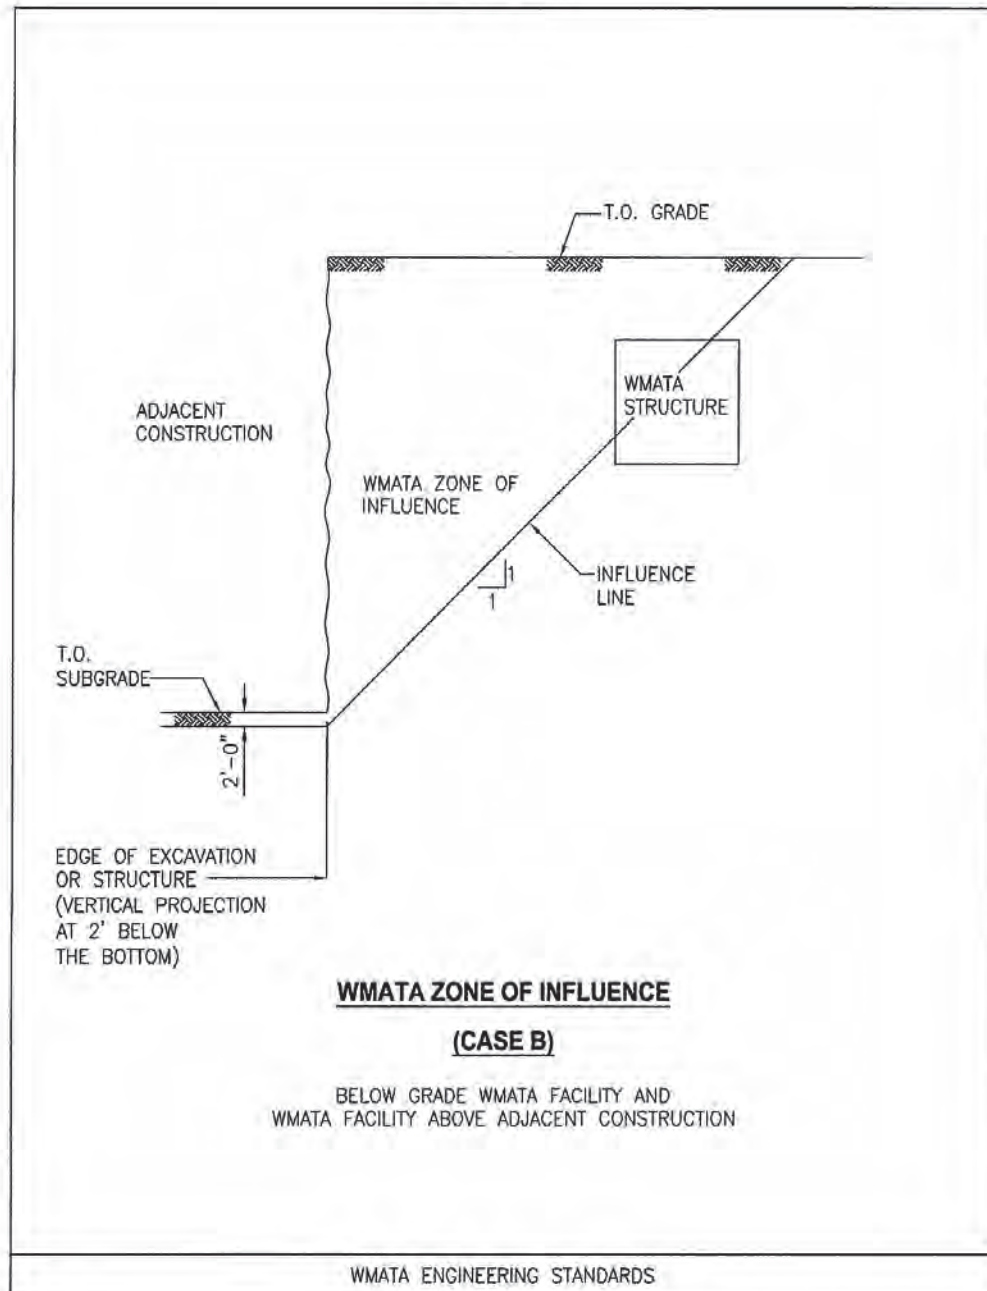 T.O. GRADE
ADJACENT
CONSTRUCTION
WMATA
STRUCTURE
WMATA ZONE OF
INFLUENCE
1
1
INFLUENCE
LINE
T.O.
SUBGRADE
2'-0"
EDGE OF EXCAVATION
OR STRUCTURE
(VERTICAL PROJECTION
AT 2' BELOW
THE BOTTOM)
WMATA ZONE OF INFLUENCE
(CASE B)
BELOW GRADE WMATA FACILITY AND
WMATA FACILITY ABOVE ADJACENT CONSTRUCTION
WMATA ENGINEERING STANDARDS